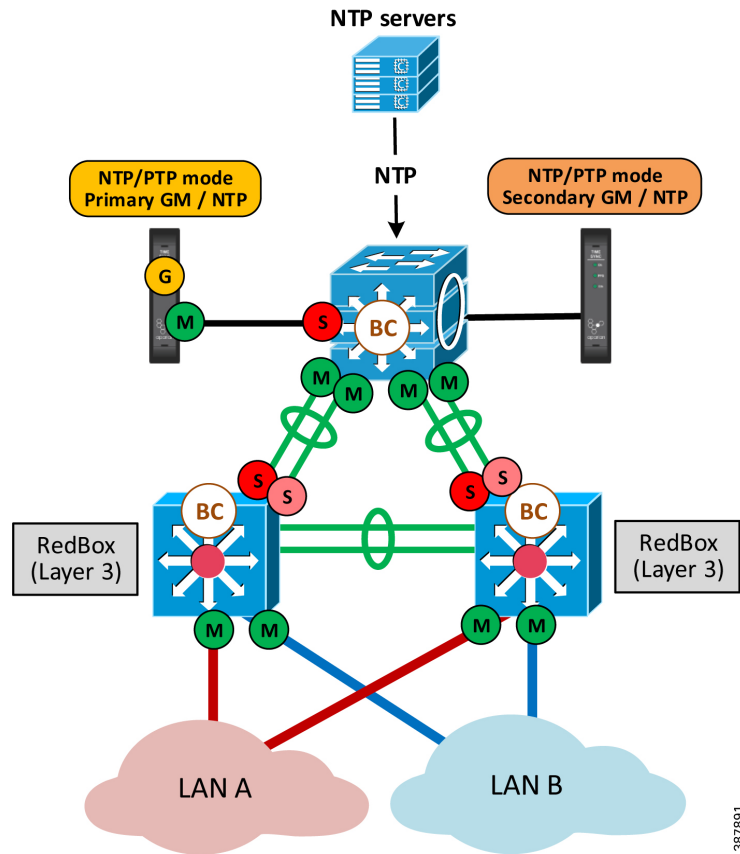 NTP servers
NTP
NTP/PTP mode
Primary GM / NTP
NTP/PTP mode
Secondary GM / NTP
G
M
S
BC
M
M
M
M
S
S
S
S
BC
BC
RedBox
(Layer 3)
RedBox
(Layer 3)
M
M
M
M
LAN A
LAN B
387891